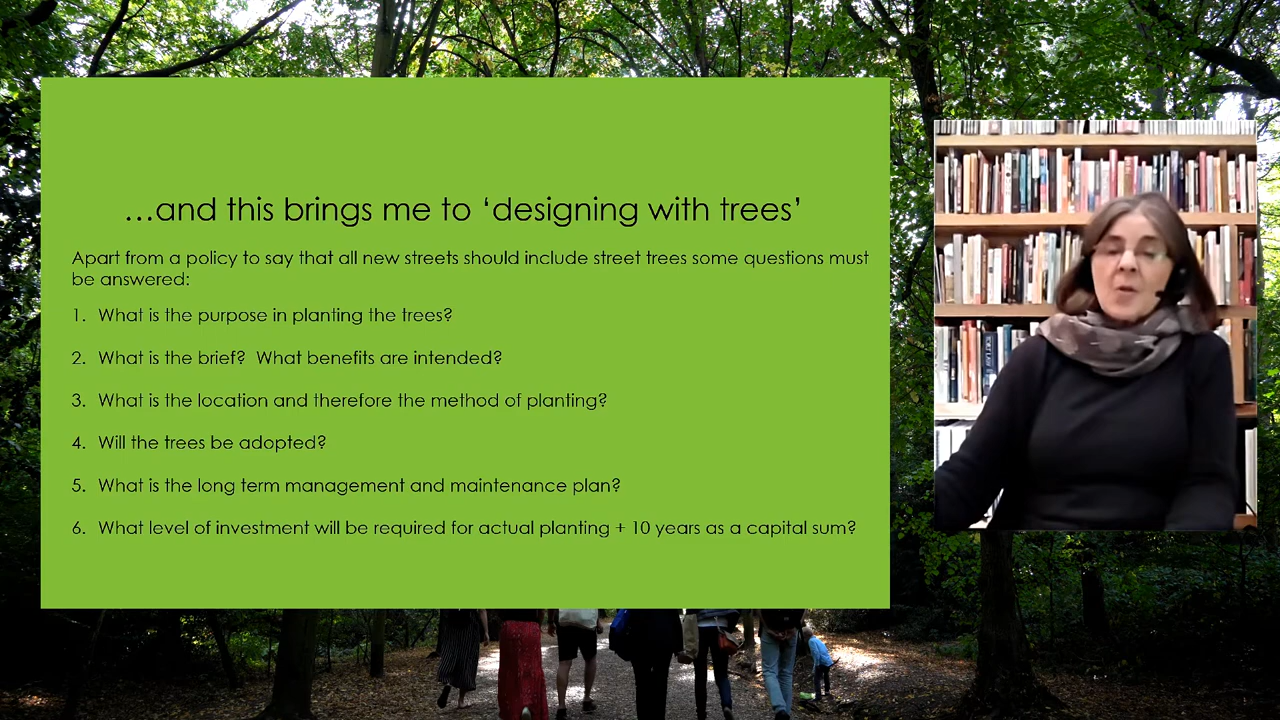 …and this brings me to ‘designing with trees’
Apart from a policy to say that all new streets should include street trees some questions must
be answered:
1. What is the purpose in planting the trees?
2. What is the brief?  What benefits are intended?
3. What is the location and therefore the method of planting?
4. Will the trees be adopted?
5. What is the long term management and maintenance plan?
6. What level of investment will be required for actual planting + 10 years as a capital sum?